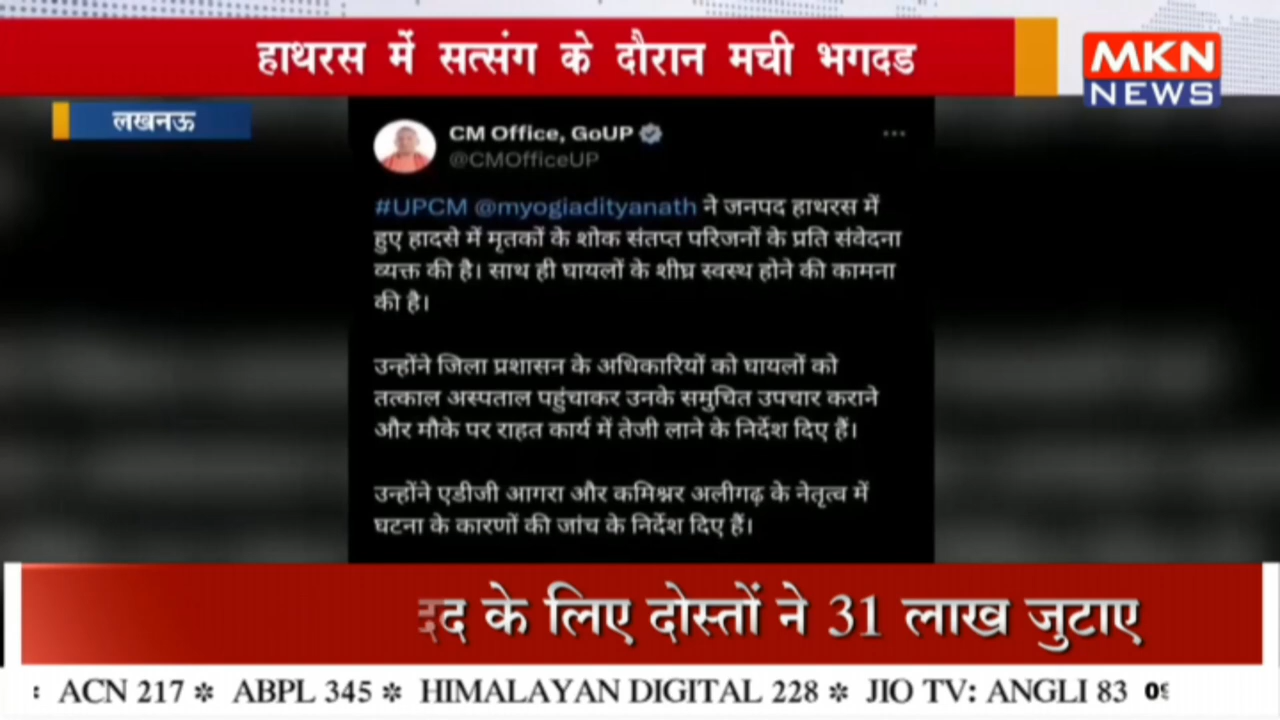 हाथरस में सत्संग के दौरान मची भगदड
MKN
NEWS
लखनऊ
CM Office, GoUP
@CMOfficeUP
#UPCM @myogiadityanath ने जनपद हाथरस में
हुए हादसे में मृतकों के शोक संतप्त परिजनों के प्रति संवेदना
व्यक्त की है। साथ ही घायलों के शीघ्र स्वस्थ होने की कामना
की है।
उन्होंने जिला प्रशासन के अधिकारियों को घायलों को
तत्काल अस्पताल पहुंचाकर उनके समुचित उपचार कराने
और मौके पर राहत कार्य में तेजी लाने के निर्देश दिए हैं।
उन्होंने एडीजी आगरा और कमिश्नर अलीगढ़ के नेतृत्व में
घटना के कारणों की जांच के निर्देश दिए हैं।
के लिए दोस्तों ने 31 लाख जुटाए
: ACN 217 ✻ ABPL 345 ✻ HIMALAYAN DIGITAL 228 ✻ JIO TV: ANGLI 83